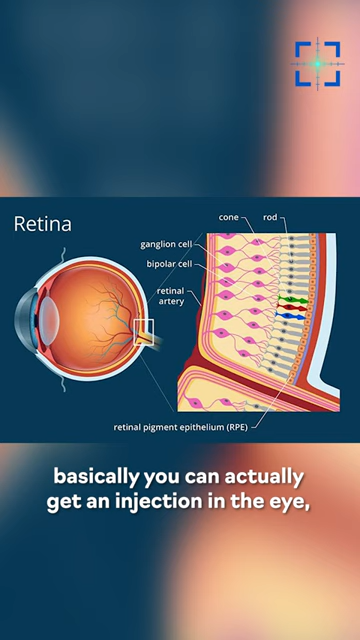 Retina
cone
rod
ganglion cell
bipolar cell
retinal
artery
retinal pigment epithelium (RPE)
basically you can actually
get an injection in the eye,